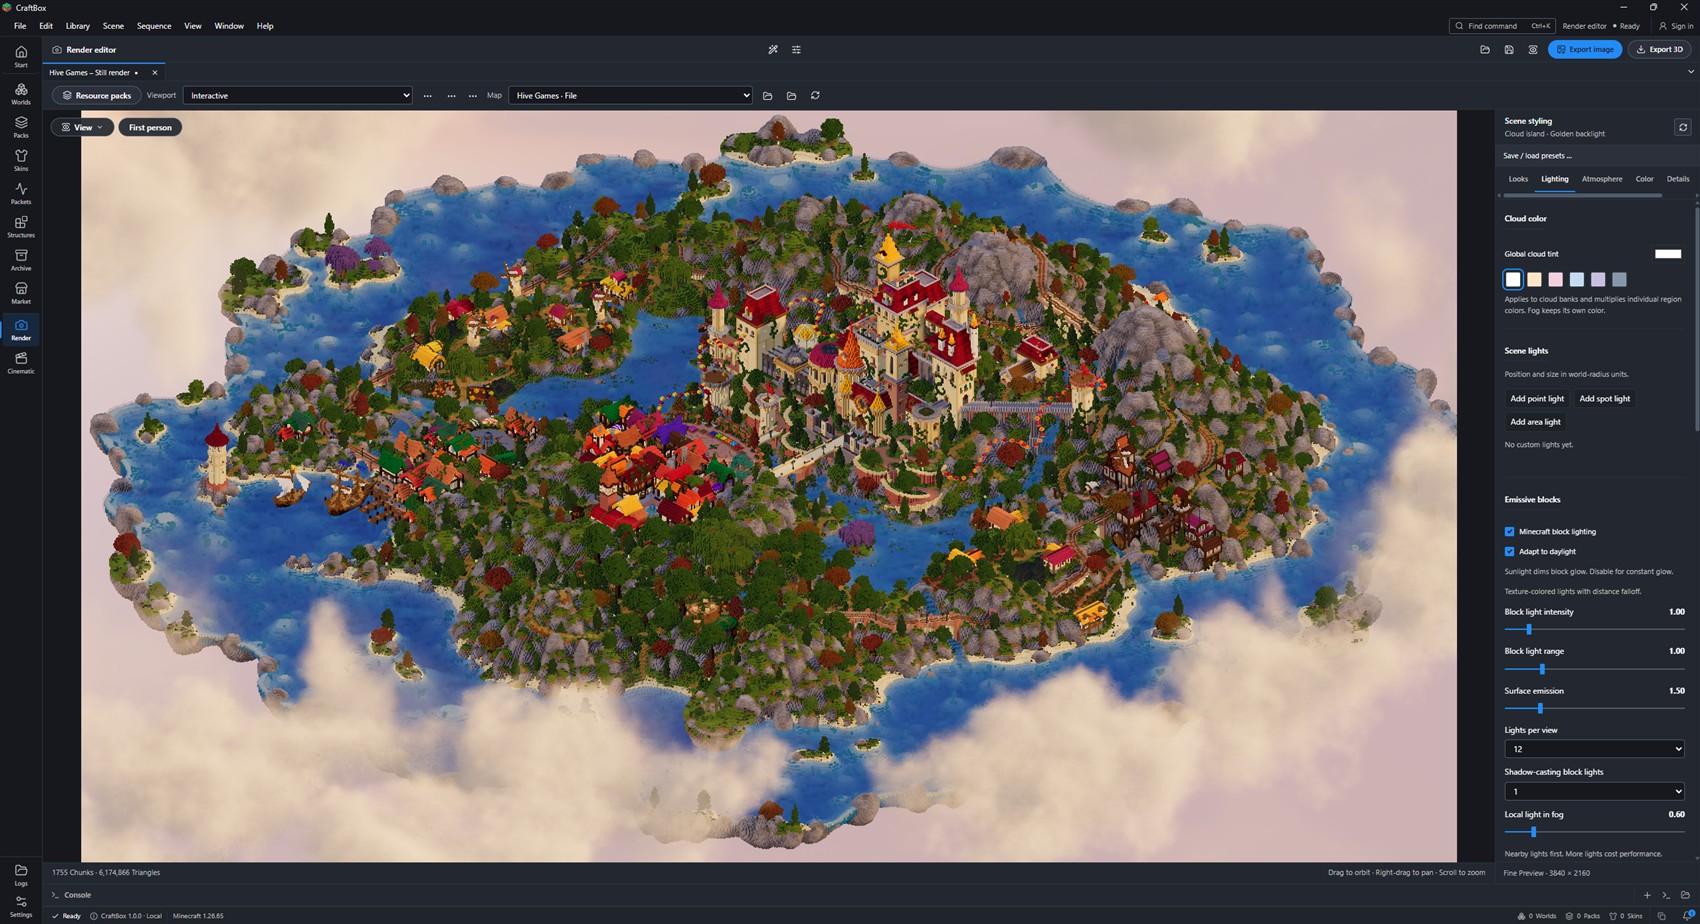 CraftBox
File Edit Library Scene Sequence View Window Help
Find command Ctrl+K Render editor • Ready Sign in
Start
Worlds
Packs
Skins
Packets
Structures
Archive
Market
Render
Cinematic
Logs
Settings
Render editor
Export image Export 3D
Hive Games – Still render •
Resource packs Viewport Interactive ... ... ... Map Hive Games · File
View First person
Scene styling
Cloud island · Golden backlight
Save / load presets ...
Looks Lighting Atmosphere Color Details
Cloud color
Global cloud tint
Applies to cloud banks and multiplies individual region
colors. Fog keeps its own color.
Scene lights
Position and size in world-radius units.
Add point light Add spot light
Add area light
No custom lights yet.
Emissive blocks
Minecraft block lighting
Adapt to daylight
Sunlight dims block glow. Disable for constant glow.
Texture-colored lights with distance falloff.
Block light intensity 1.00
Block light range 1.00
Surface emission 1.50
Lights per view
12
Shadow-casting block lights
1
Local light in fog 0.60
Nearby lights first. More lights cost performance.
1755 Chunks · 6,174,866 Triangles
Drag to orbit · Right-drag to pan · Scroll to zoom
Fine Preview · 3840 × 2160
Console
Ready CraftBox 1.0.0 · Local Minecraft 1.26.65
0 Worlds 0 Packs 0 Skins